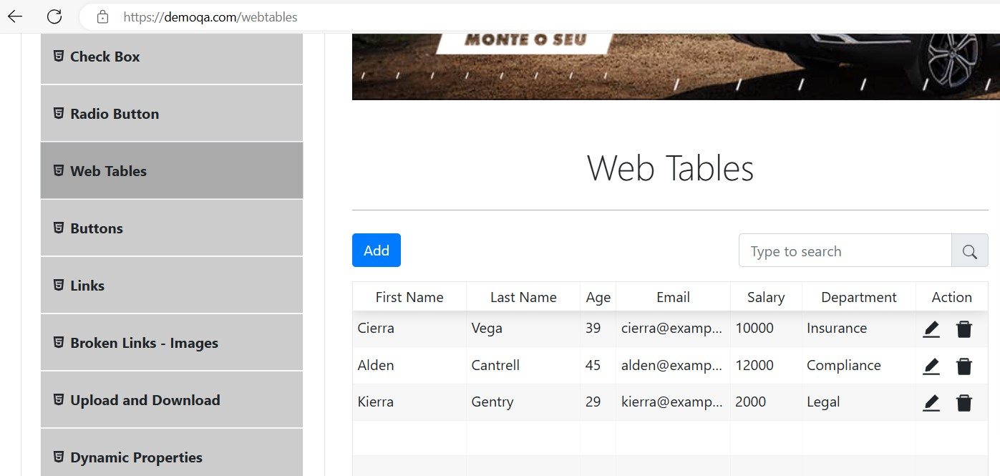 https://demoqa.com/webtables
Check Box
Radio Button
Web Tables
Buttons
Links
Broken Links - Images
Upload and Download
Dynamic Properties
MONTE O SEU
Web Tables
Add
Type to search
First Name Last Name Age Email Salary Department Action
Cierra Vega 39 cierra@examp... 10000 Insurance
Alden Cantrell 45 alden@examp... 12000 Compliance
Kierra Gentry 29 kierra@examp... 2000 Legal